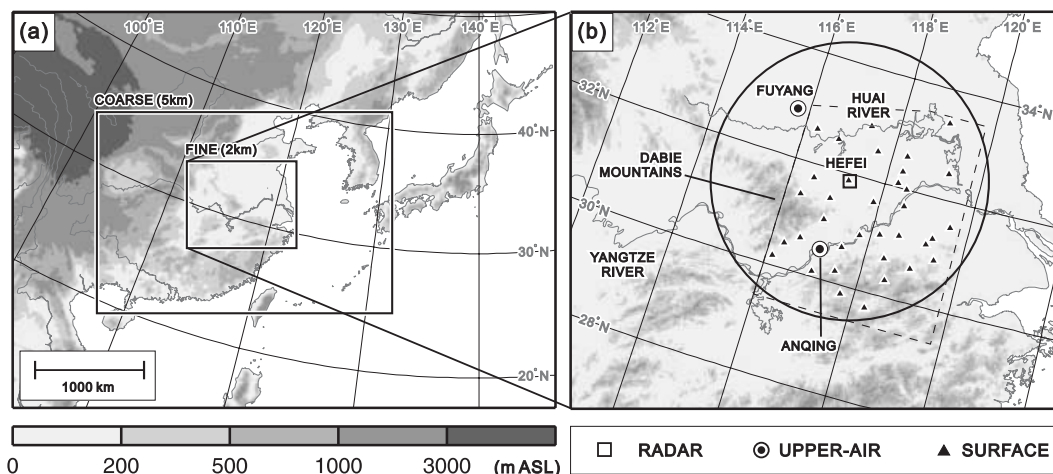 (a)
100°E
110°E
120°E
130°E
140°E
COARSE (5km)
FINE (2km)
40°N
30°N
20°N
1000 km
0 200 500 1000 3000 (m ASL)
(b)
112°E
114°E
116°E
118°E
120°E
34°N
32°N
30°N
28°N
FUYANG
HUAI
RIVER
HEFEI
DABIE
MOUNTAINS
YANGTZE
RIVER
ANQING
RADAR UPPER-AIR SURFACE